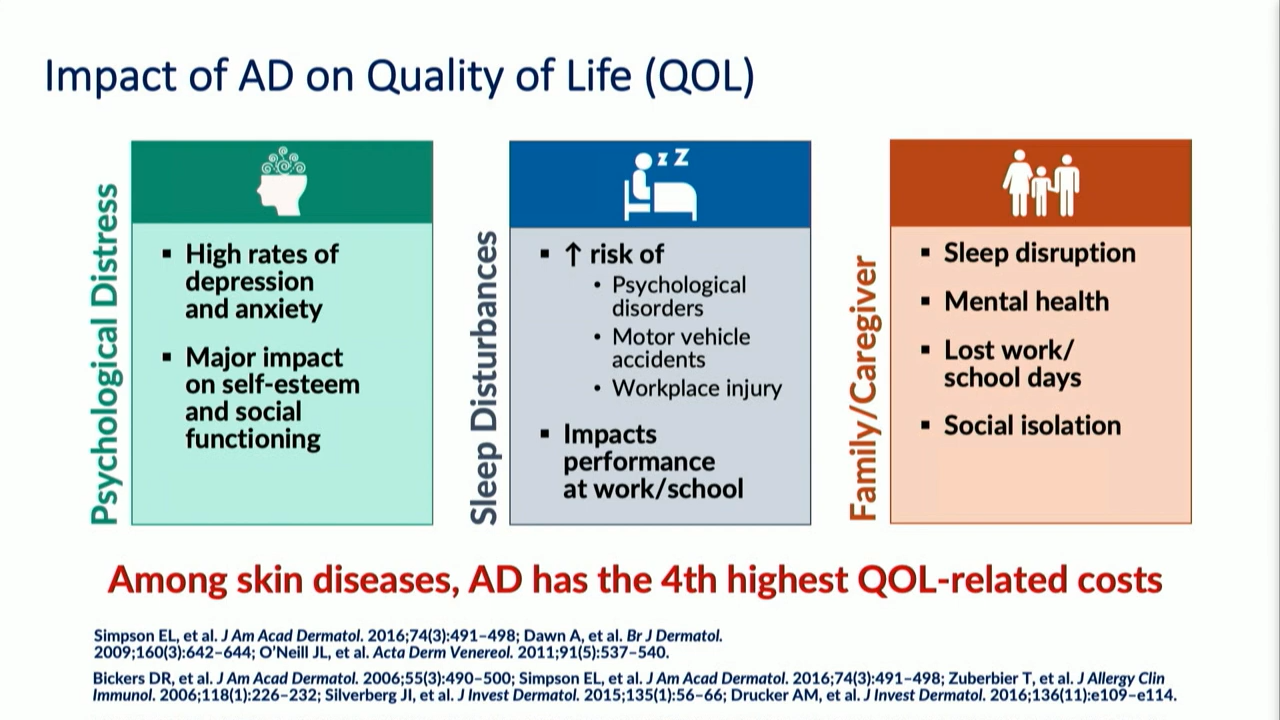 Impact of AD on Quality of Life (QOL)
Psychological Distress
▪ High rates of
depression
and anxiety
▪ Major impact
on self-esteem
and social
functioning
Sleep Disturbances
z Z
▪ ↑ risk of
• Psychological
disorders
• Motor vehicle
accidents
• Workplace injury
▪ Impacts
performance
at work/school
Family/Caregiver
▪ Sleep disruption
▪ Mental health
▪ Lost work/
school days
▪ Social isolation
Among skin diseases, AD has the 4th highest QOL-related costs
Simpson EL, et al. J Am Acad Dermatol. 2016;74(3):491–498; Dawn A, et al. Br J Dermatol.
2009;160(3):642–644; O’Neill JL, et al. Acta Derm Venereol. 2011;91(5):537–540.
Bickers DR, et al. J Am Acad Dermatol. 2006;55(3):490–500; Simpson EL, et al. J Am Acad Dermatol. 2016;74(3):491–498; Zuberbier T, et al. J Allergy Clin
Immunol. 2006;118(1):226–232; Silverberg JI, et al. J Invest Dermatol. 2015;135(1):56–66; Drucker AM, et al. J Invest Dermatol. 2016;136(11):e109–e114.